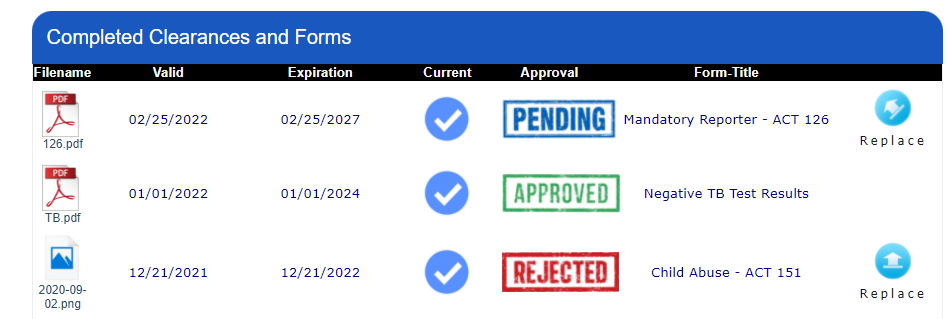 Completed Clearances and Forms
Filename Valid Expiration Current Approval Form-Title
PDF
126.pdf
02/25/2022 02/25/2027 PENDING Mandatory Reporter - ACT 126
Replace
PDF
TB.pdf
01/01/2022 01/01/2024 APPROVED Negative TB Test Results
2020-09-
02.png
12/21/2021 12/21/2022 REJECTED Child Abuse - ACT 151
Replace